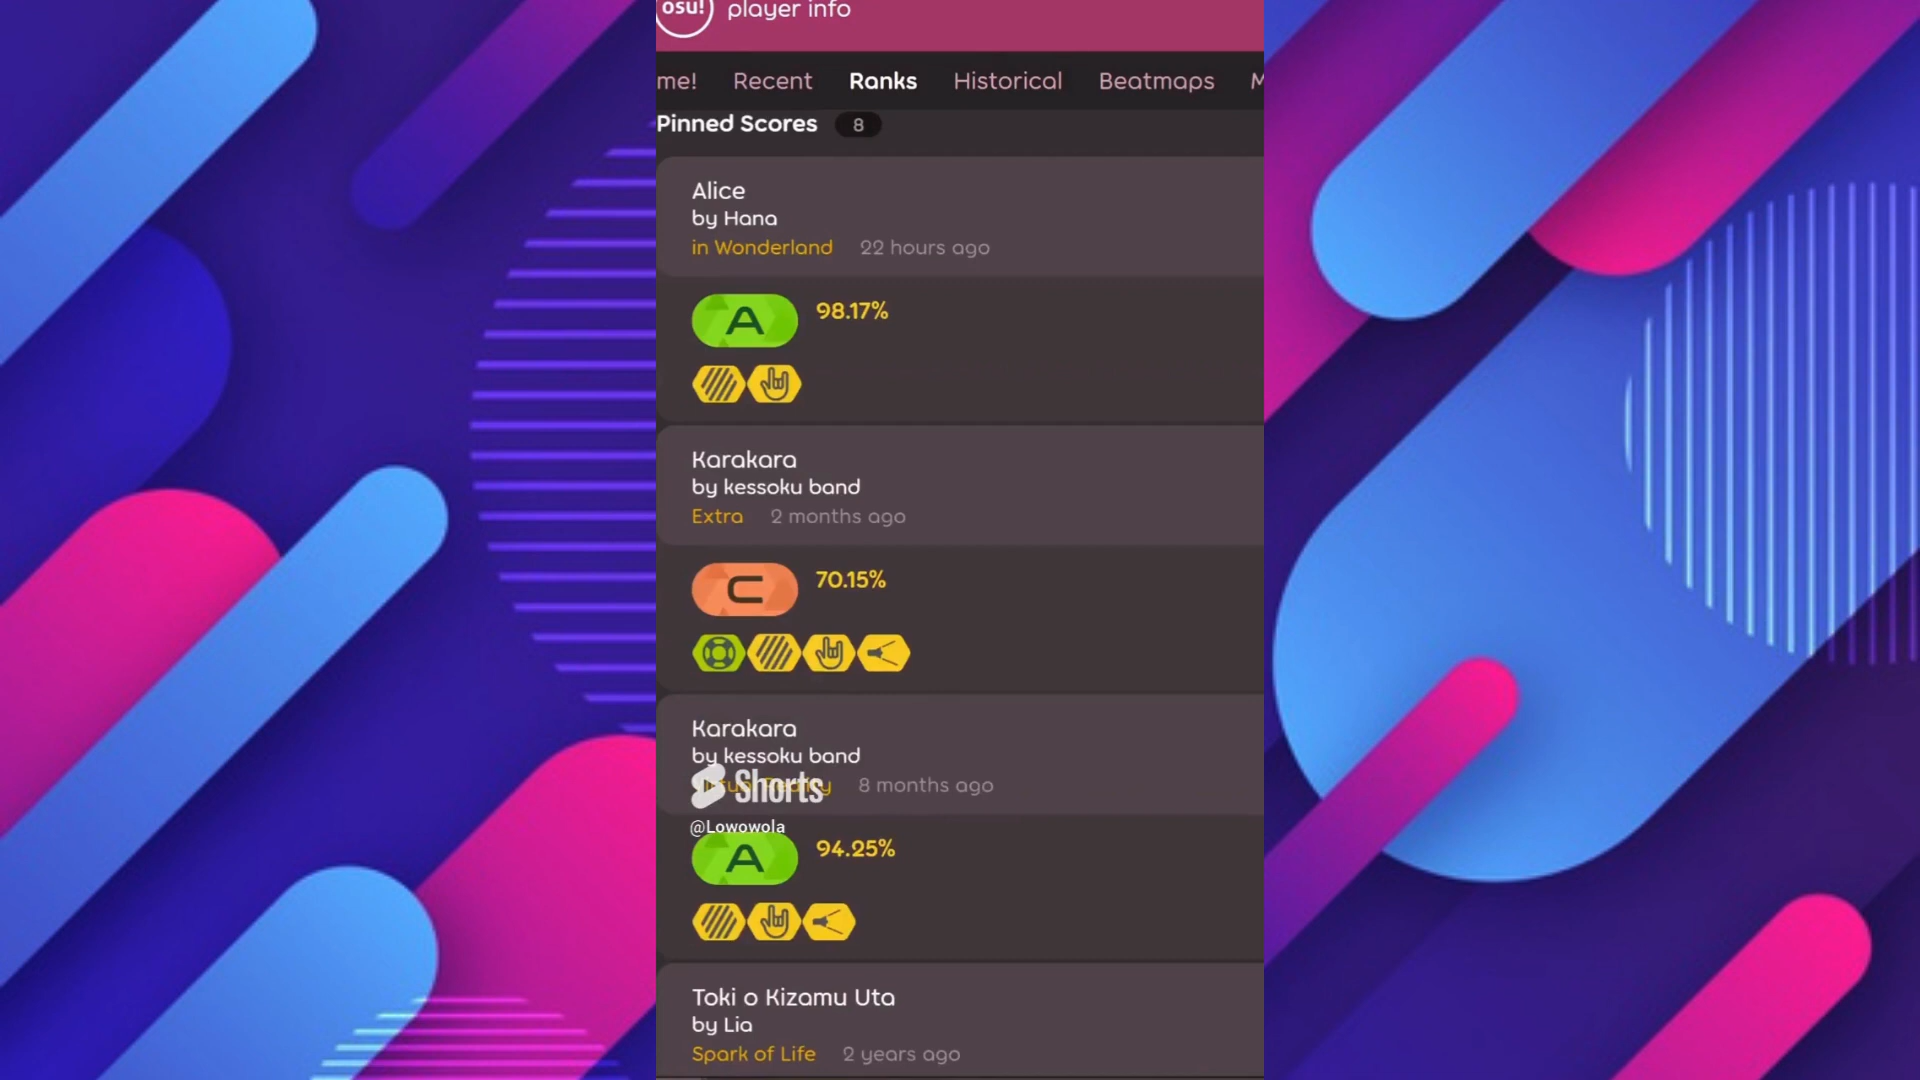 osu! player info
me! Recent Ranks Historical Beatmaps M
Pinned Scores 8
Alice
by Hana
in Wonderland 22 hours ago
A 98.17%
Karakara
by kessoku band
Extra 2 months ago
C 70.15%
Karakara
by kessoku band
8 months ago
Shorts
@Lowowola
A 94.25%
Toki o Kizamu Uta
by Lia
Spark of Life 2 years ago